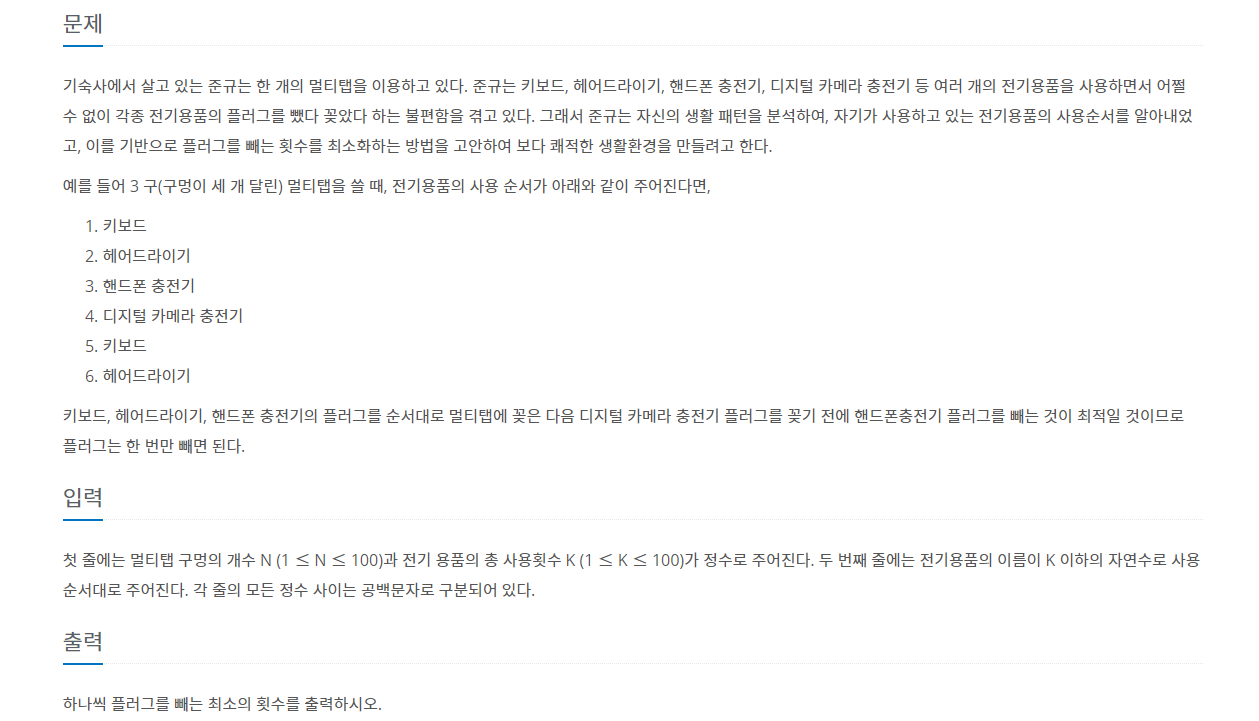 문제
기숙사에서 살고 있는 준규는 한 개의 멀티탭을 이용하고 있다. 준규는 키보드, 헤어드라이기, 핸드폰 충전기, 디지털 카메라 충전기 등 여러 개의 전기용품을 사용하면서 어쩔
수 없이 각종 전기용품의 플러그를 뺐다 꽂았다 하는 불편함을 겪고 있다. 그래서 준규는 자신의 생활 패턴을 분석하여, 자기가 사용하고 있는 전기용품의 사용순서를 알아내었
고, 이를 기반으로 플러그를 빼는 횟수를 최소화하는 방법을 고안하여 보다 쾌적한 생활환경을 만들려고 한다.
예를 들어 3 구(구멍이 세 개 달린) 멀티탭을 쓸 때, 전기용품의 사용 순서가 아래와 같이 주어진다면,
1. 키보드
2. 헤어드라이기
3. 핸드폰 충전기
4. 디지털 카메라 충전기
5. 키보드
6. 헤어드라이기
키보드, 헤어드라이기, 핸드폰 충전기의 플러그를 순서대로 멀티탭에 꽂은 다음 디지털 카메라 충전기 플러그를 꽂기 전에 핸드폰충전기 플러그를 빼는 것이 최적일 것이므로
플러그는 한 번만 빼면 된다.
입력
첫 줄에는 멀티탭 구멍의 개수 N (1 ≤ N ≤ 100)과 전기 용품의 총 사용횟수 K (1 ≤ K ≤ 100)가 정수로 주어진다. 두 번째 줄에는 전기용품의 이름이 K 이하의 자연수로 사용
순서대로 주어진다. 각 줄의 모든 정수 사이는 공백문자로 구분되어 있다.
출력
하나씩 플러그를 빼는 최소의 횟수를 출력하시오.